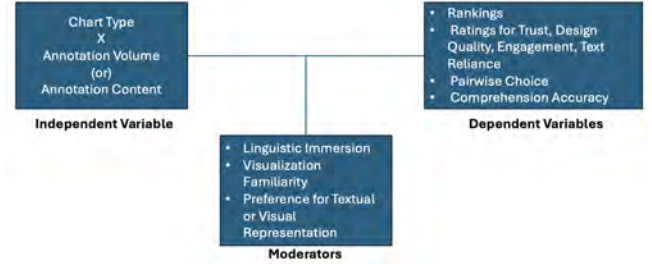 Chart Type
X
Annotation Volume
(or)
Annotation Content
Independent Variable
• Rankings
• Ratings for Trust, Design
Quality, Engagement, Text
Reliance
• Pairwise Choice
• Comprehension Accuracy
Dependent Variables
• Linguistic Immersion
• Visualization
Familiarity
• Preference for Textual
or Visual
Representation
Moderators